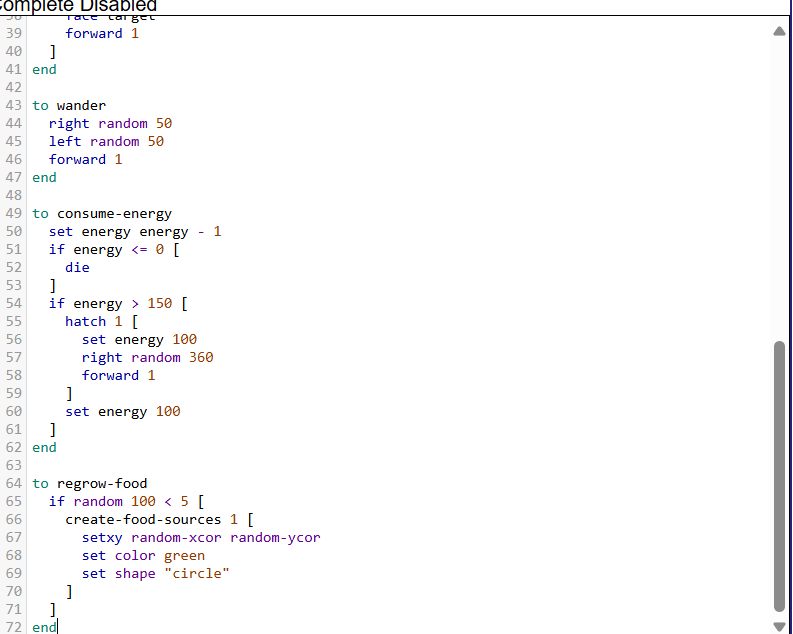 omplete Disabled
38       face target
39       forward 1
40     ]
41   end
42
43   to wander
44     right random 50
45     left random 50
46     forward 1
47   end
48
49   to consume-energy
50     set energy energy - 1
51     if energy <= 0 [
52       die
53     ]
54     if energy > 150 [
55       hatch 1 [
56         set energy 100
57         right random 360
58         forward 1
59       ]
60       set energy 100
61     ]
62   end
63
64   to regrow-food
65     if random 100 < 5 [
66       create-food-sources 1 [
67         setxy random-xcor random-ycor
68         set color green
69         set shape "circle"
70       ]
71     ]
72   end